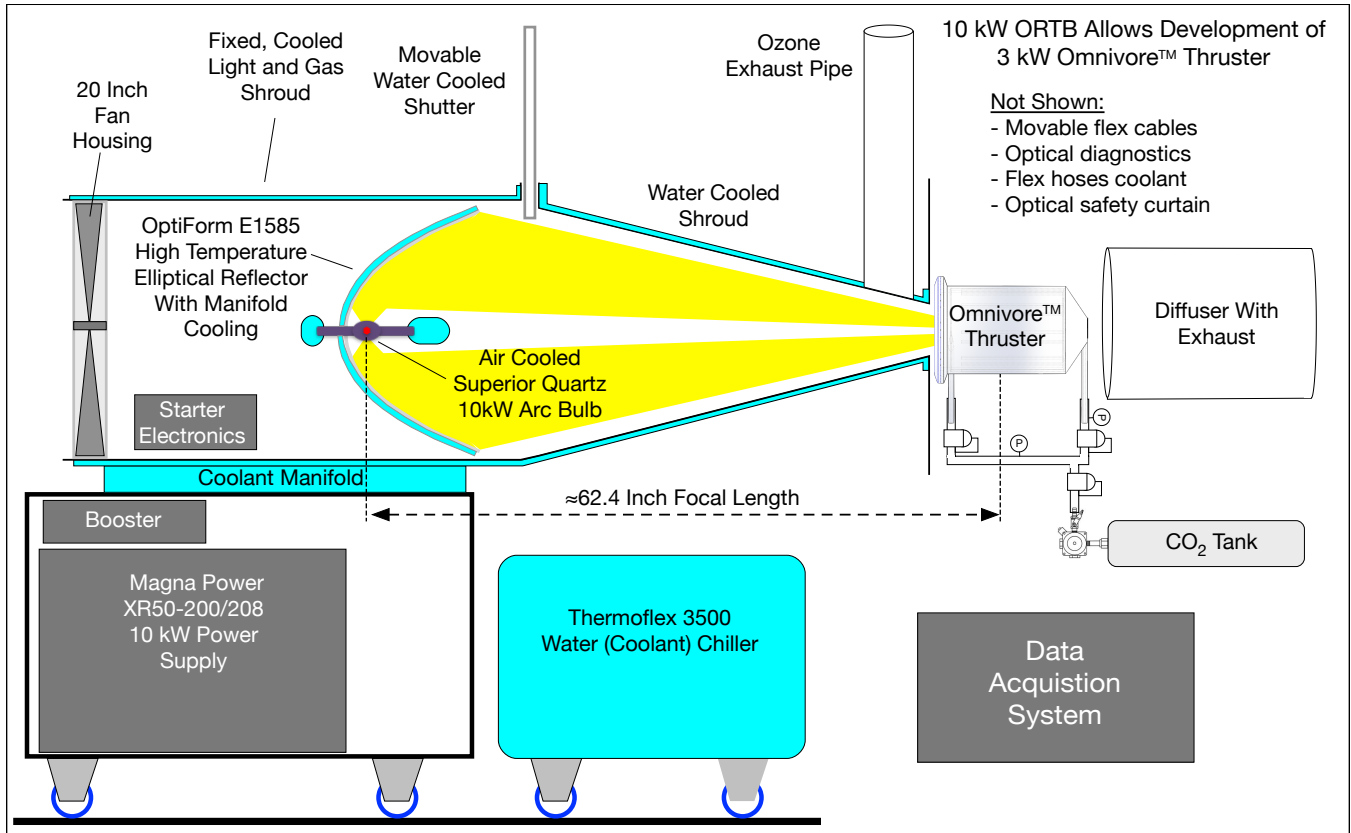 10 kW ORTB Allows Development of
3 kW Omnivore™ Thruster
Not Shown:
- Movable flex cables
- Optical diagnostics
- Flex hoses coolant
- Optical safety curtain
Fixed, Cooled
Light and Gas
Shroud
Movable
Water Cooled
Shutter
Ozone
Exhaust Pipe
20 Inch
Fan
Housing
Water Cooled
Shroud
OptiForm E1585
High Temperature
Elliptical Reflector
With Manifold
Cooling
Omnivore™
Thruster
Diffuser With
Exhaust
Air Cooled
Superior Quartz
10kW Arc Bulb
Starter
Electronics
P
P
Coolant Manifold
≈62.4 Inch Focal Length
Booster
CO₂ Tank
Magna Power
XR50-200/208
10 kW Power
Supply
Thermoflex 3500
Water (Coolant) Chiller
Data
Acquistion
System